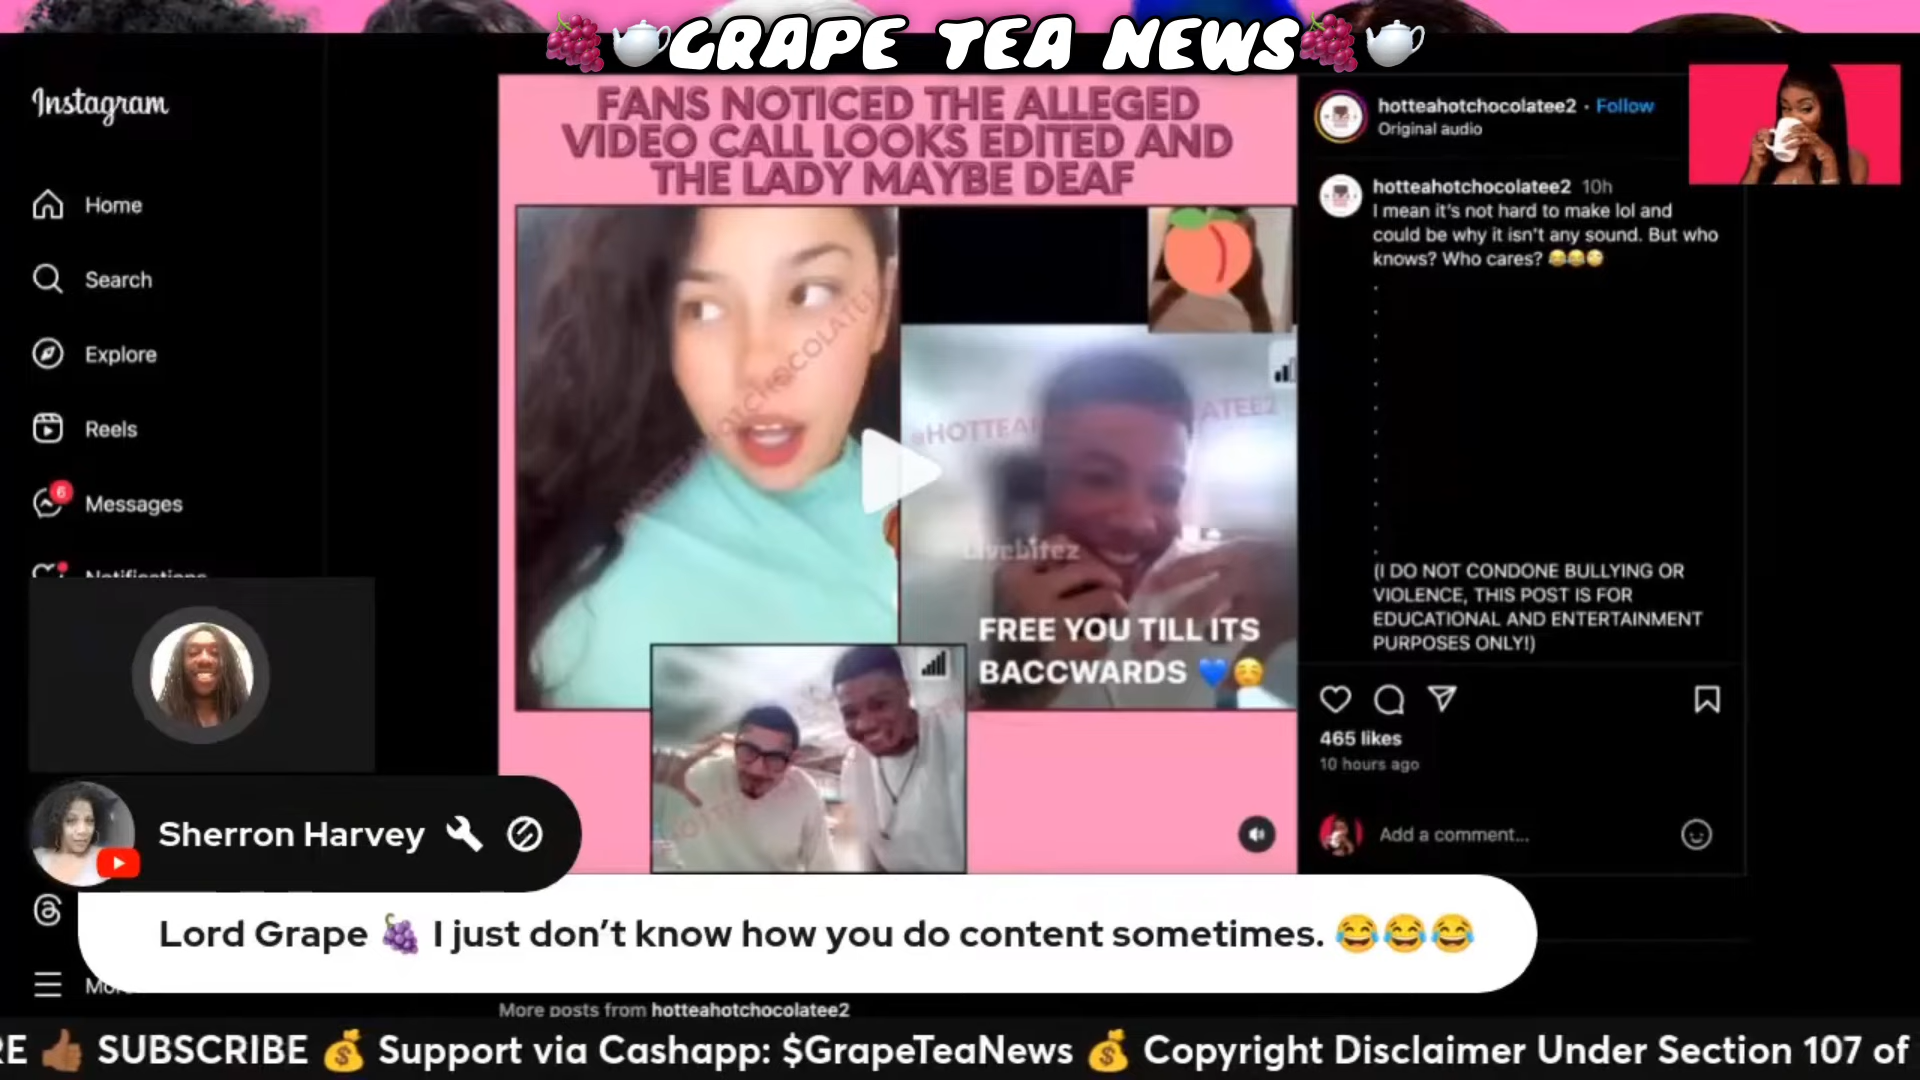 GRAPE TEA NEWS
Instagram
Home
Search
Explore
Reels
6
Messages
Notifications
FANS NOTICED THE ALLEGED
VIDEO CALL LOOKS EDITED AND
THE LADY MAYBE DEAF
FREE YOU TILL ITS
BACCWARDS 💙☺️
hotteahotchocolatee2 · Follow
Original audio
hotteahotchocolatee2 10h
I mean it's not hard to make lol and
could be why it isn't any sound. But who
knows? Who cares? 😂😂😳
(I DO NOT CONDONE BULLYING OR
VIOLENCE, THIS POST IS FOR
EDUCATIONAL AND ENTERTAINMENT
PURPOSES ONLY!)
465 likes
10 hours ago
Add a comment...
Sherron Harvey
Lord Grape 🍇 I just don’t know how you do content sometimes. 😂😂😂
More posts from hotteahotchocolatee2
👍🏾 SUBSCRIBE 💰 Support via Cashapp: $GrapeTeaNews 💰 Copyright Disclaimer Under Section 107 of